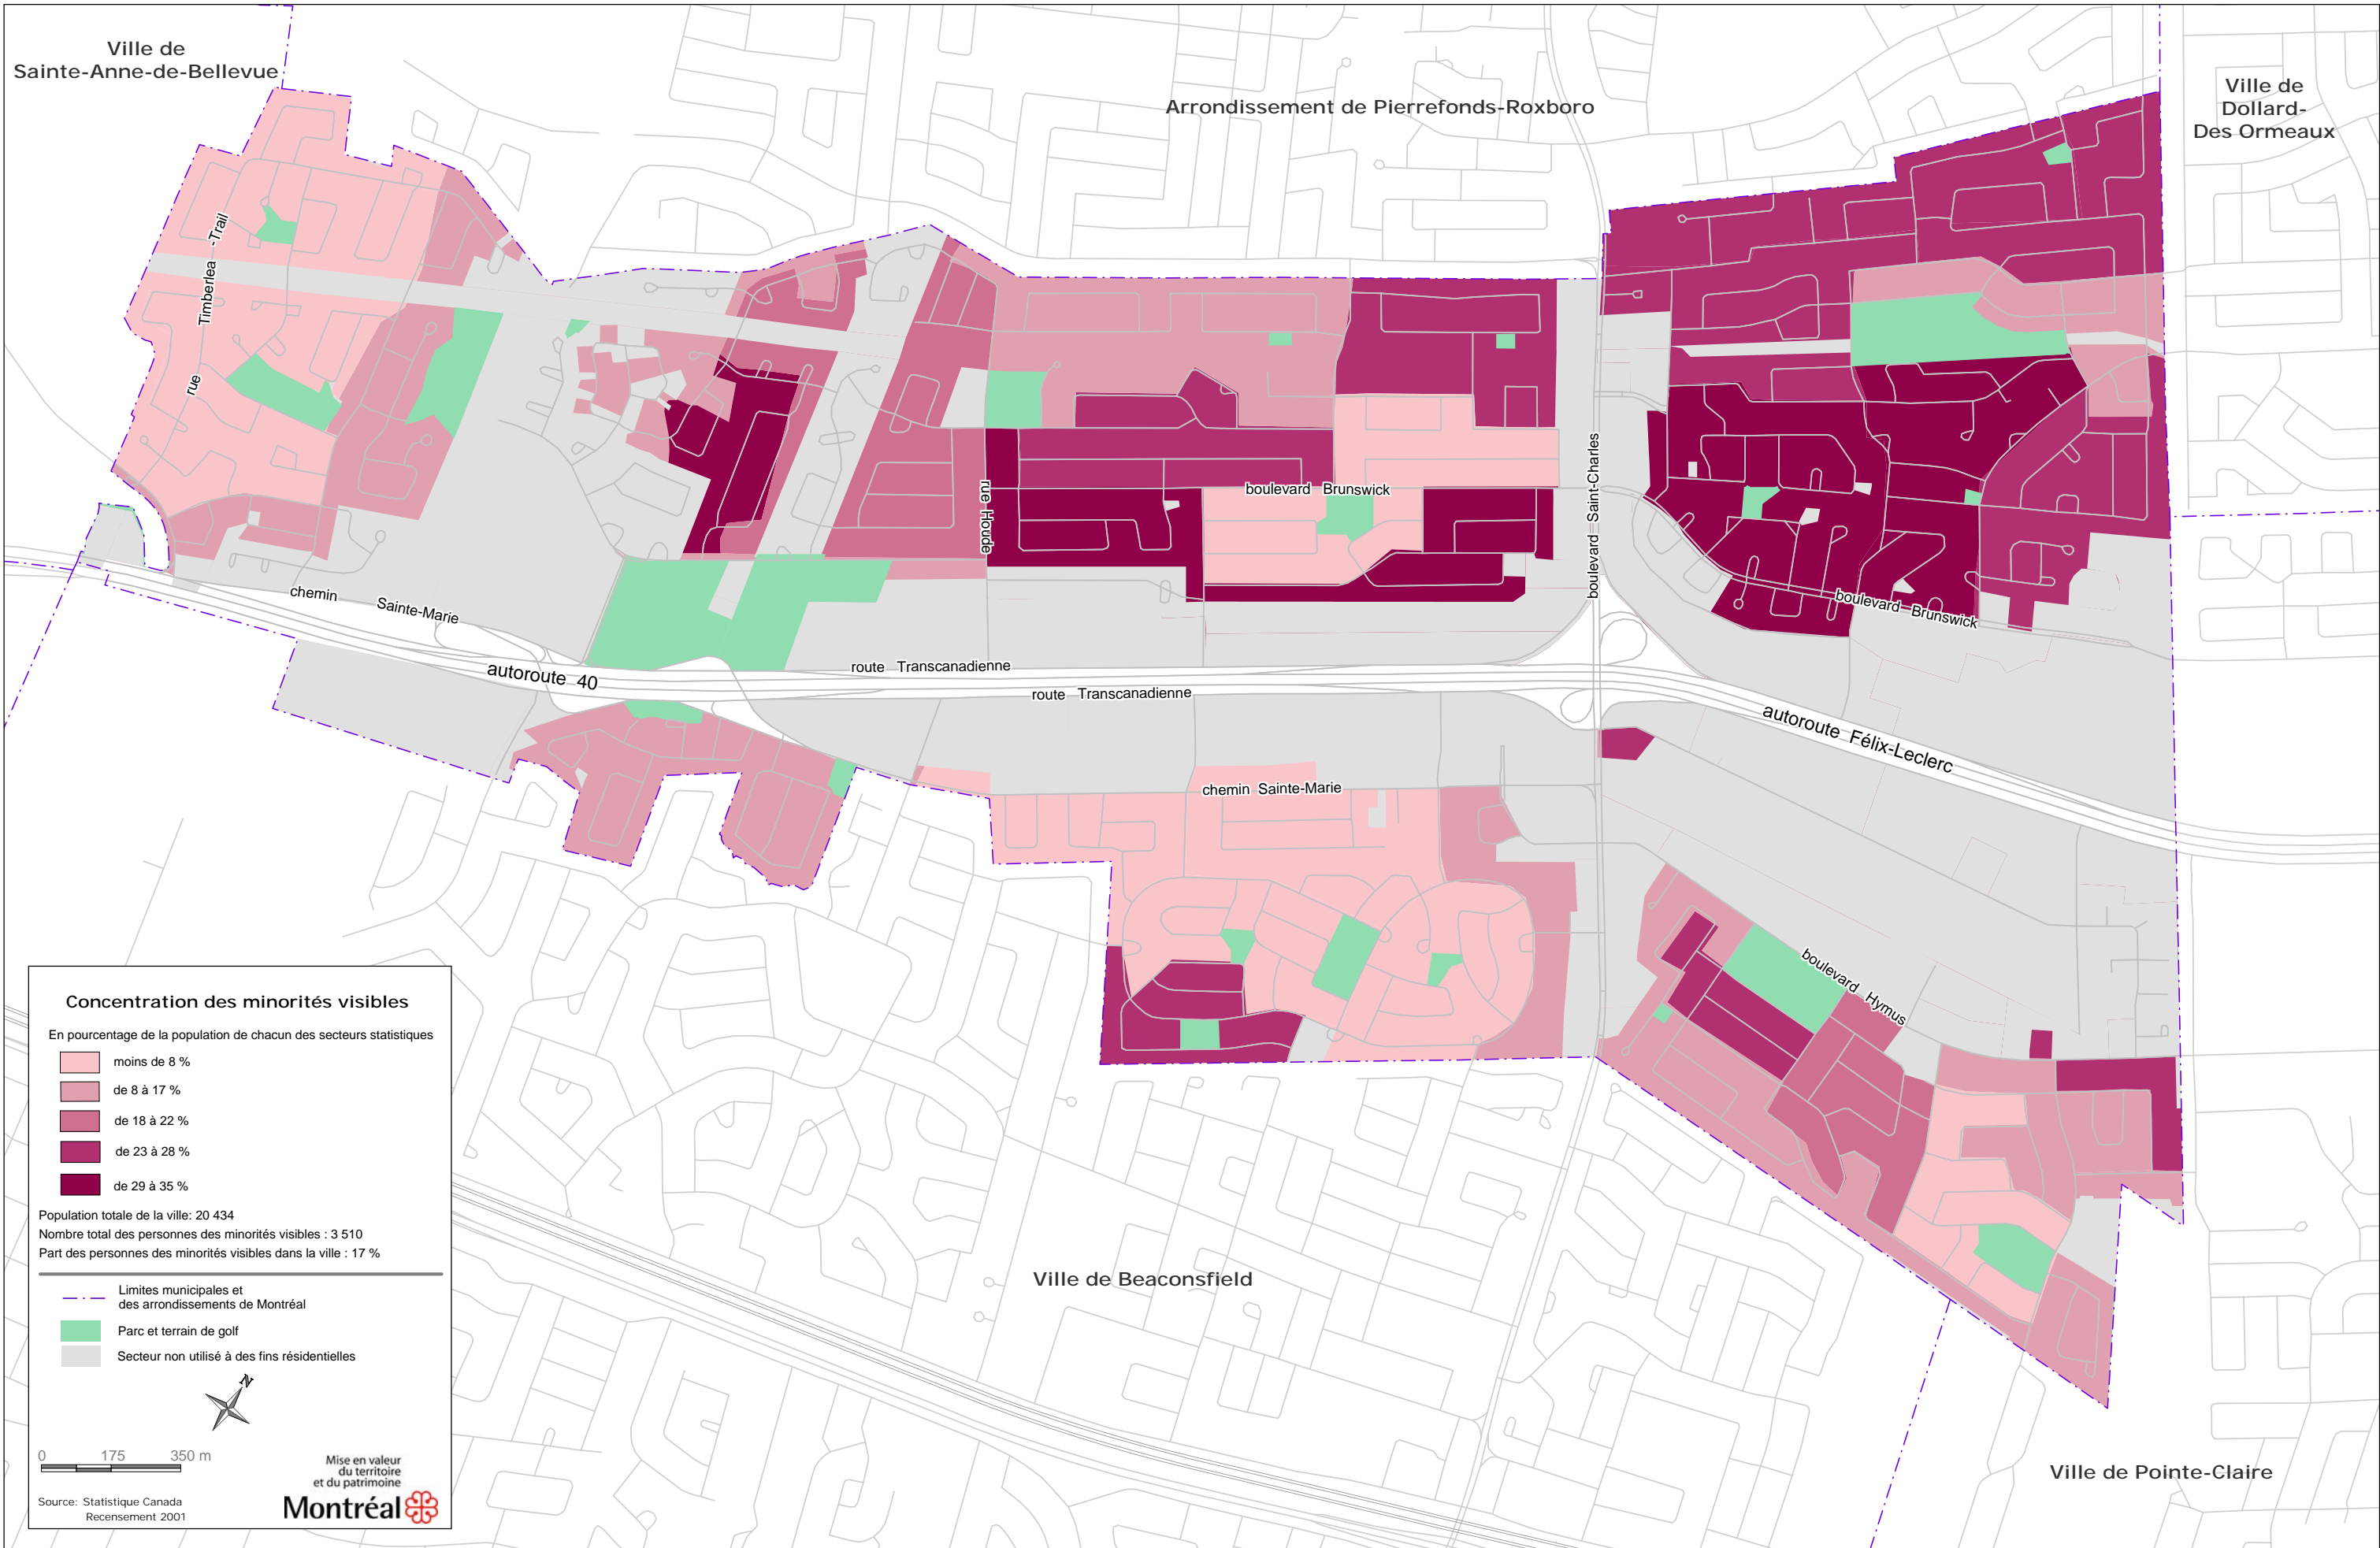 Ville de
Sainte-Anne-de-Bellevue
Arrondissement de Pierrefonds-Roxboro
Ville de
Dollard-
Des Ormeaux
rue Timberlea -Trail
rue Houde
boulevard Brunswick
boulevard Saint-Charles
boulevard Brunswick
chemin Sainte-Marie
autoroute 40
route Transcanadienne
route Transcanadienne
autoroute Félix-Leclerc
chemin Sainte-Marie
boulevard Hymus
Ville de Beaconsfield
Ville de Pointe-Claire
Concentration des minorités visibles
En pourcentage de la population de chacun des secteurs statistiques
moins de 8 %
de 8 à 17 %
de 18 à 22 %
de 23 à 28 %
de 29 à 35 %
Population totale de la ville: 20 434
Nombre total des personnes des minorités visibles : 3 510
Part des personnes des minorités visibles dans la ville : 17 %
Limites municipales et
des arrondissements de Montréal
Parc et terrain de golf
Secteur non utilisé à des fins résidentielles
N
0 175 350 m
Mise en valeur
du territoire
et du patrimoine
Montréal
Source: Statistique Canada
Recensement 2001